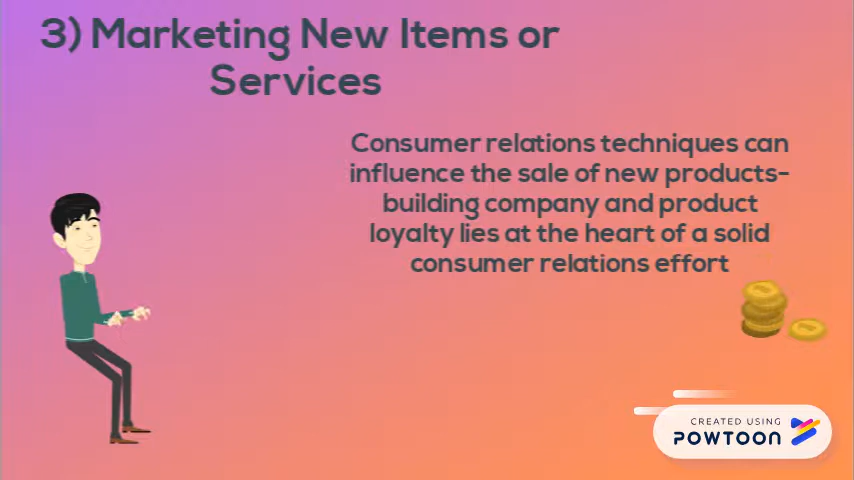 3) Marketing New Items or
Services
Consumer relations techniques can
influence the sale of new products-
building company and product
loyalty lies at the heart of a solid
consumer relations effort
CREATED USING
POWTOON